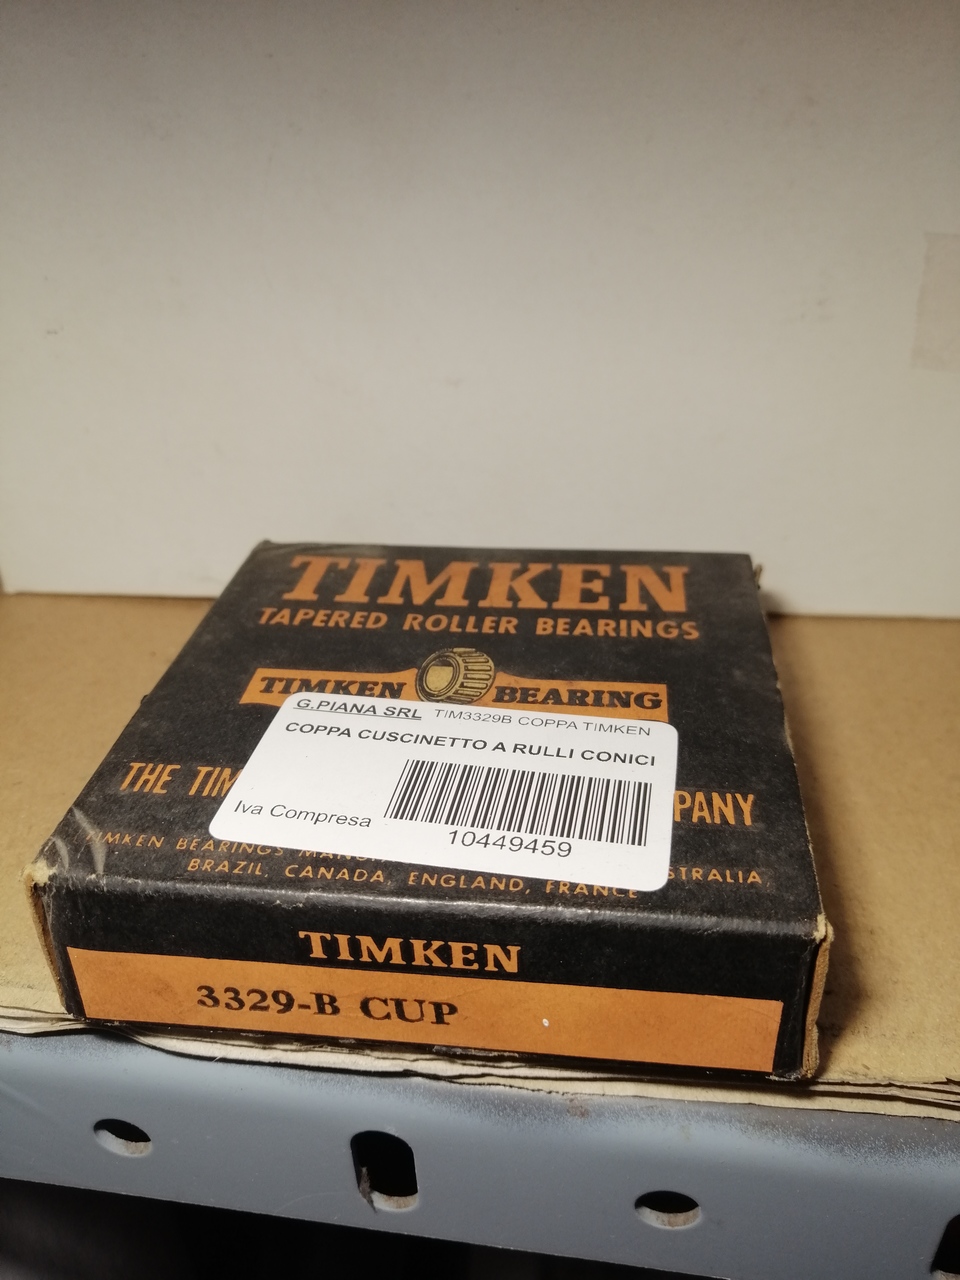 TIMKEN
TAPERED ROLLER BEARINGS
TIMKEN BEARING
G.PIANA SRL TIM3329B COPPA TIMKEN
COPPA CUSCINETTO A RULLI CONICI
THE TIM PANY
Iva Compresa
10449459
TIMKEN BEARINGS STRALIA,
BRAZIL, CANADA, ENGLAND, FRANCE
TIMKEN
3329-B CUP